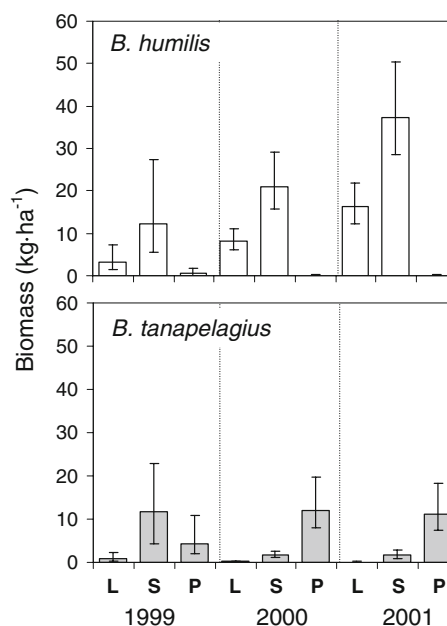 60
50
40
30
20
10
0
B. humilis
Biomass (kg·ha⁻¹)
60
50
40
30
20
10
0
B. tanapelagius
L S P L S P L S P
1999 2000 2001